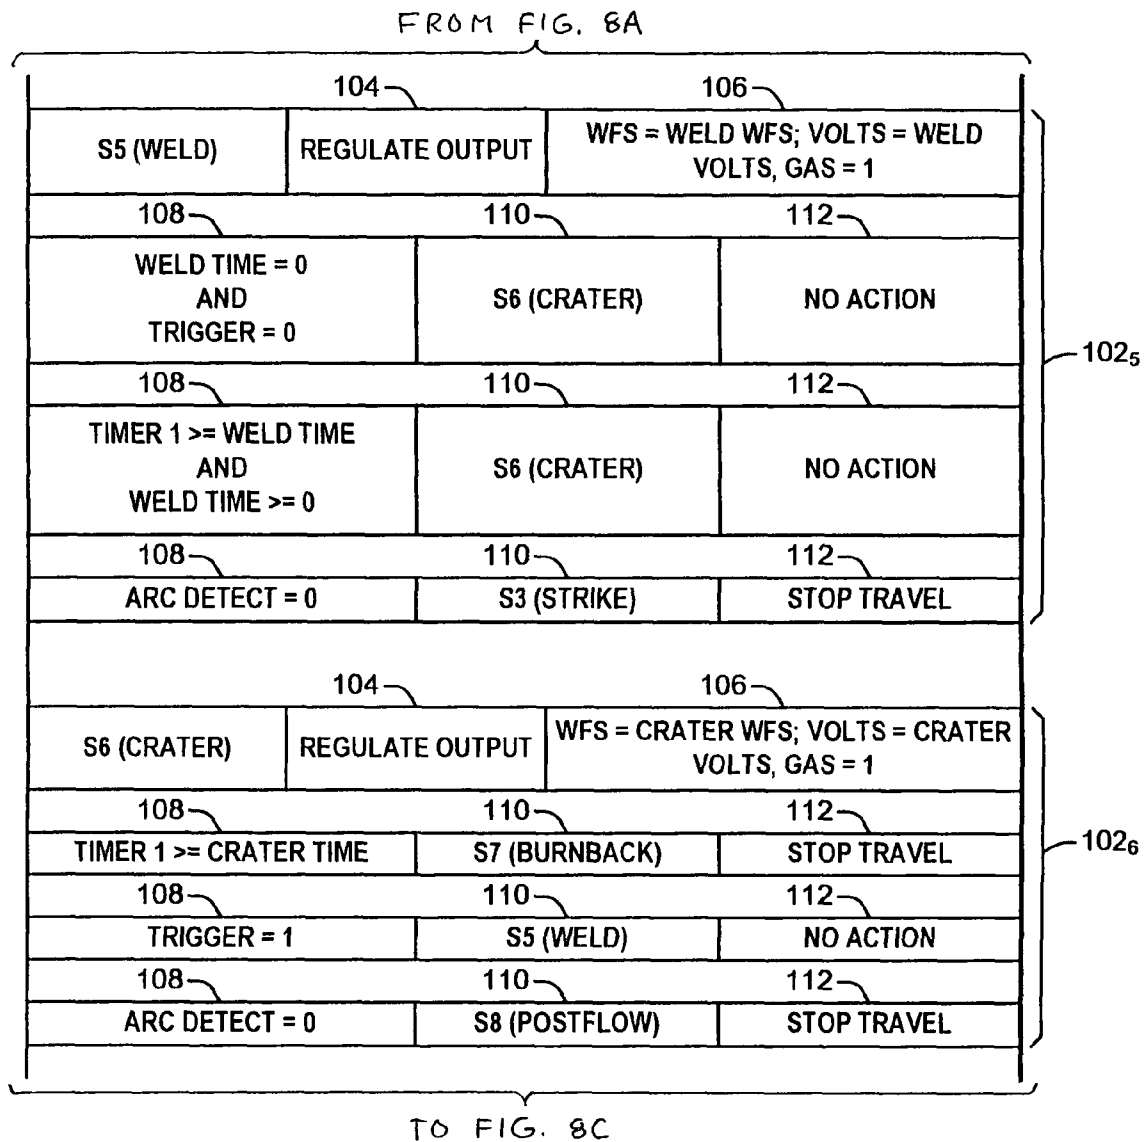 FROM FIG. 8A
104 106
S5 (WELD) REGULATE OUTPUT WFS = WELD WFS; VOLTS = WELD
VOLTS, GAS = 1
108 110 112
WELD TIME = 0
AND
TRIGGER = 0
S6 (CRATER) NO ACTION
102₅
108 110 112
TIMER 1 >= WELD TIME
AND
WELD TIME >= 0
S6 (CRATER) NO ACTION
108 110 112
ARC DETECT = 0 S3 (STRIKE) STOP TRAVEL
104 106
S6 (CRATER) REGULATE OUTPUT WFS = CRATER WFS; VOLTS = CRATER
VOLTS, GAS = 1
108 110 112
TIMER 1 >= CRATER TIME S7 (BURNBACK) STOP TRAVEL
102₆
108 110 112
TRIGGER = 1 S5 (WELD) NO ACTION
108 110 112
ARC DETECT = 0 S8 (POSTFLOW) STOP TRAVEL
TO FIG. 8C